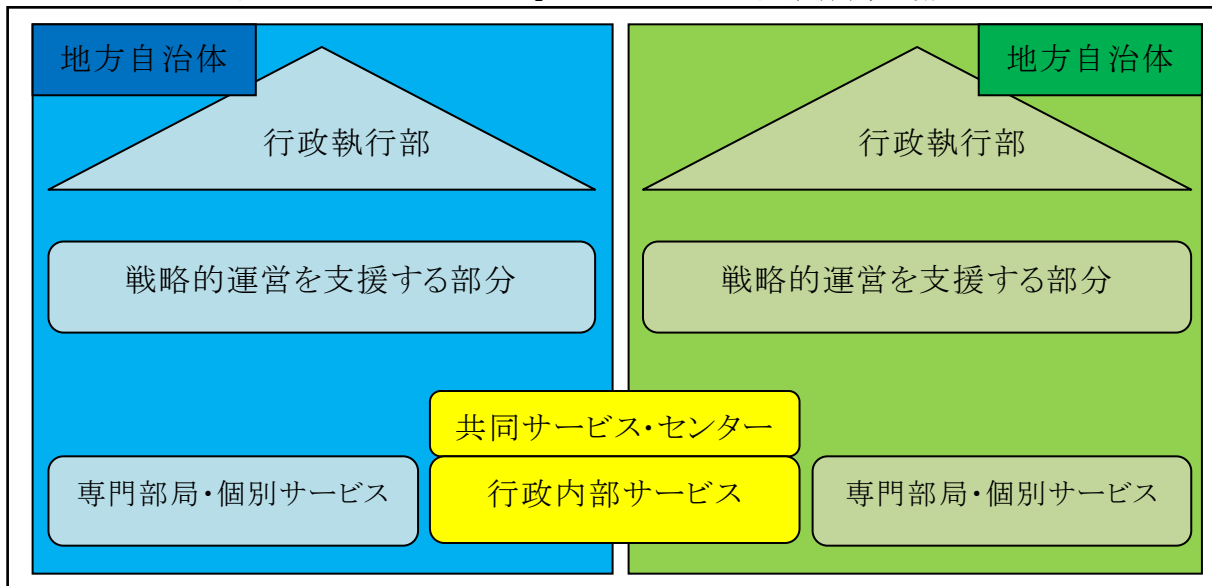 地方自治体
地方自治体
行政執行部
行政執行部
戦略的運営を支援する部分
戦略的運営を支援する部分
共同サービス・センター
専門部局・個別サービス
行政内部サービス
専門部局・個別サービス